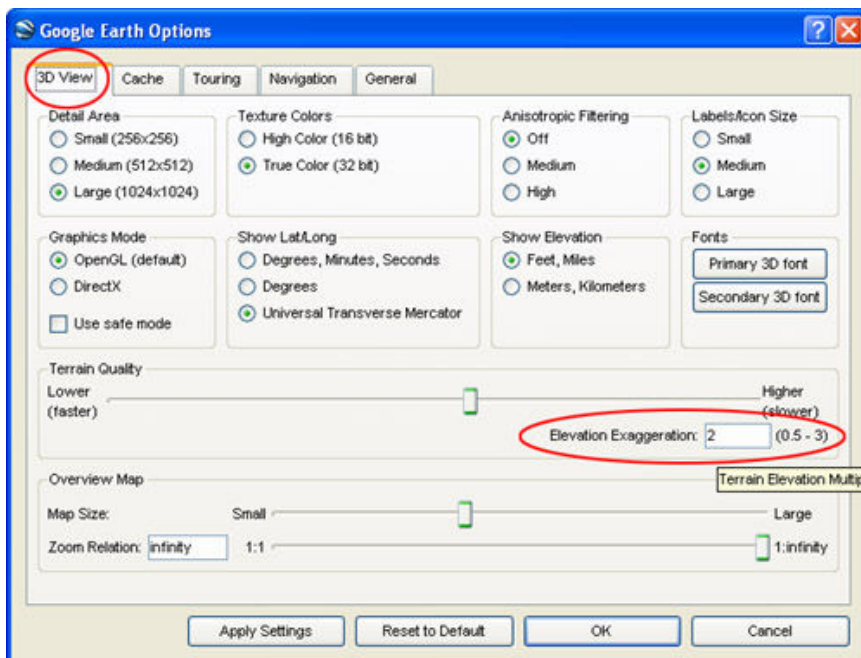 Google Earth Options
3D View Cache Touring Navigation General
Detail Area
Small (256x256)
Medium (512x512)
Large (1024x1024)
Texture Colors
High Color (16 bit)
True Color (32 bit)
Anisotropic Filtering
Off
Medium
High
Labels/Icon Size
Small
Medium
Large
Graphics Mode
OpenGL (default)
DirectX
Use safe mode
Show Lat/Long
Degrees, Minutes, Seconds
Degrees
Universal Transverse Mercator
Show Elevation
Feet, Miles
Meters, Kilometers
Fonts
Primary 3D font
Secondary 3D font
Terrain Quality
Lower
(faster)
Higher
(slower)
Elevation Exaggeration: 2 (0.5 - 3)
Terrain Elevation Multip
Overview Map
Map Size: Small Large
Zoom Relation: infinity 1:1 1:infinity
Apply Settings Reset to Default OK Cancel